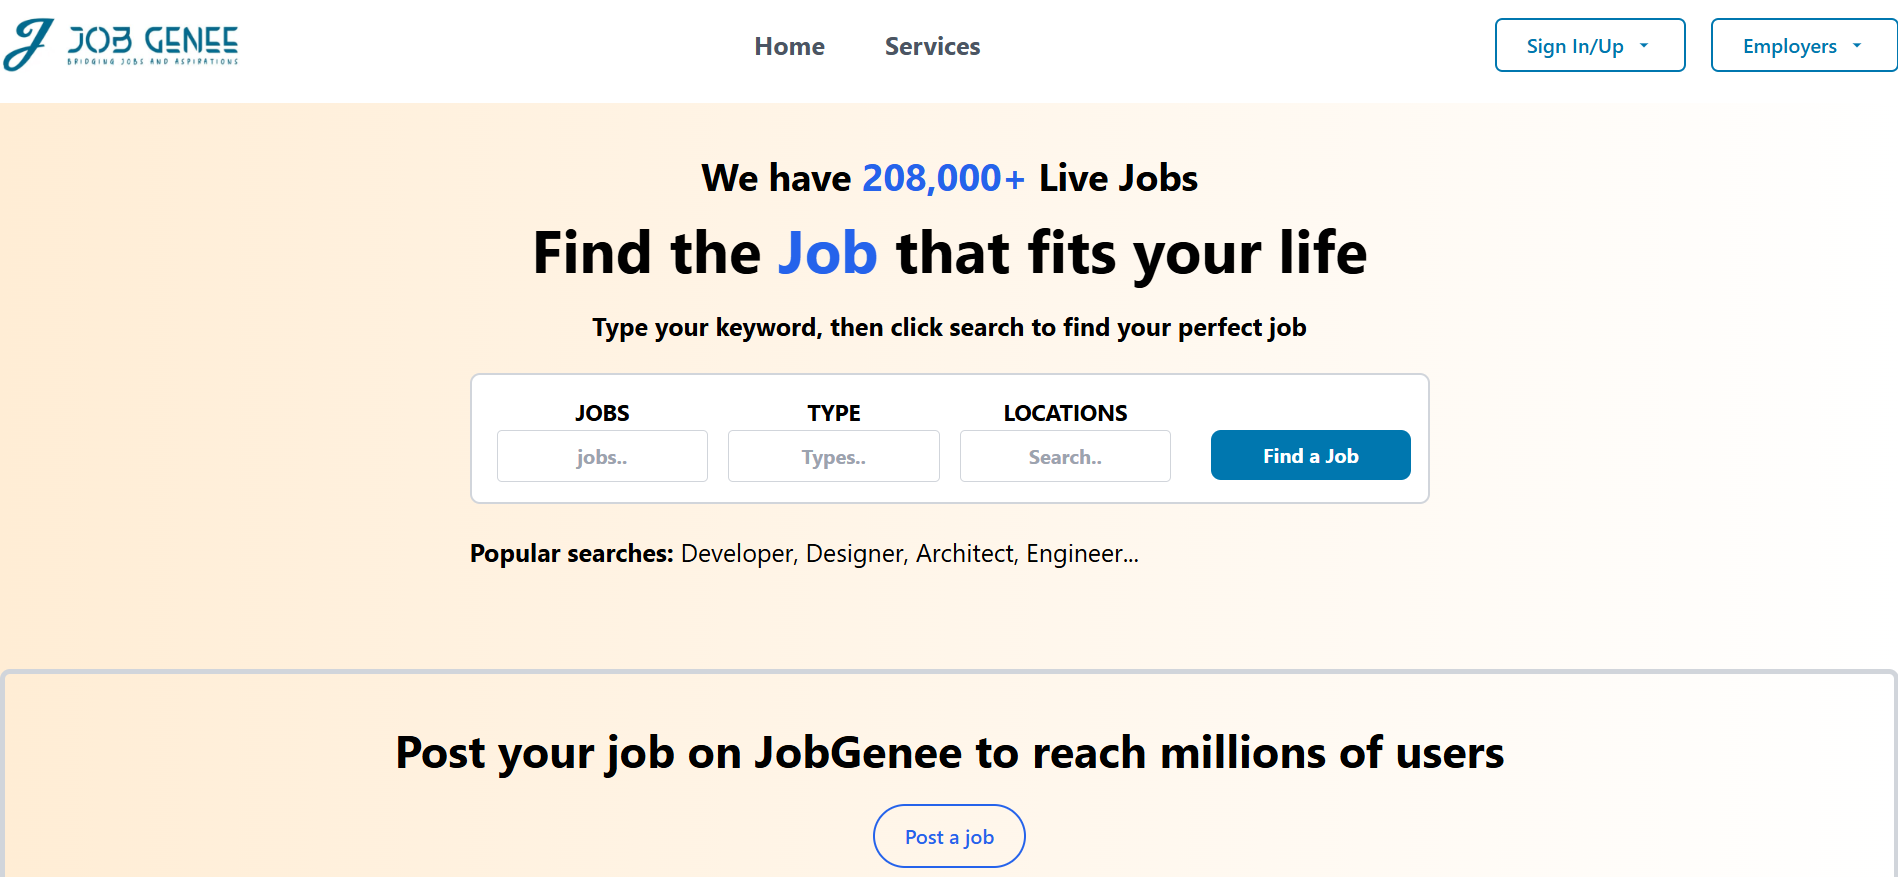 JOB GENEE
BRIDGING JOBS AND ASPIRATIONS
Home Services
Sign In/Up
Employers
We have 208,000+ Live Jobs
Find the Job that fits your life
Type your keyword, then click search to find your perfect job
JOBS TYPE LOCATIONS
jobs.. Types.. Search.. Find a Job
Popular searches: Developer, Designer, Architect, Engineer...
Post your job on JobGenee to reach millions of users
Post a job